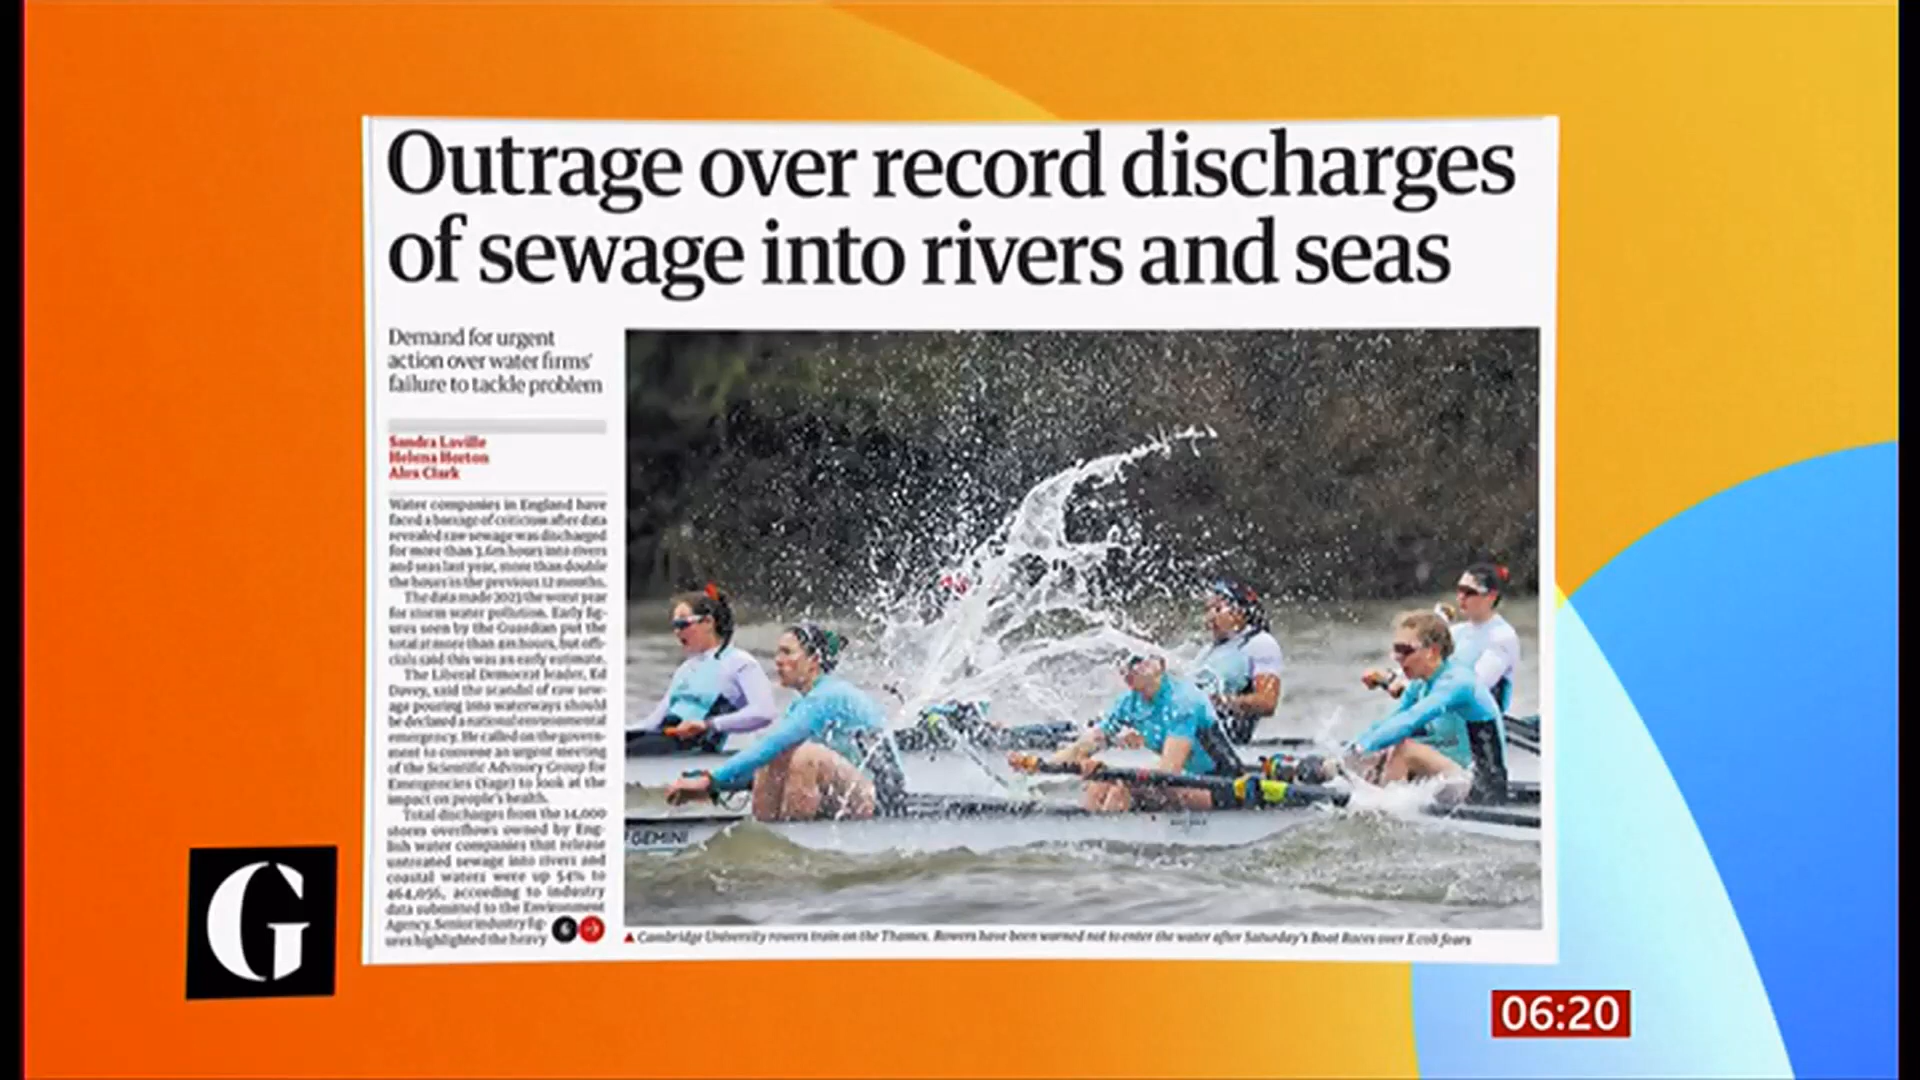 Outrage over record discharges
of sewage into rivers and seas
Demand for urgent
action over water firms'
failure to tackle problem
Sandra Laville
Helena Horton
Alex Clark
Water companies in England have
faced a barrage of criticism after data
revealed raw sewage was discharged
for more than 3.6m hours into rivers
and seas last year, more than double
the hours in the previous 12 months.
The data made 2023 the worst year
for storm water pollution. Early fig-
ures seen by the Guardian put the
total at more than 4m hours, but offi-
cials said this was an early estimate.
The Liberal Democrat leader, Ed
Davey, said the scandal of raw sew-
age pouring into waterways should
be declared a national environmental
emergency. He called on the govern-
ment to convene an urgent meeting
of the Scientific Advisory Group for
Emergencies (Sage) to look at the
impact on people's health.
Total discharges from the 14,000
storm overflows owned by Eng-
lish water companies that release
untreated sewage into rivers and
coastal waters were up 54% to
464,056, according to industry
data submitted to the Environment
Agency. Senior industry fig-
ures highlighted the heavy
GEMINI
Cambridge University rowers train on the Thames. Rowers have been warned not to enter the water after Saturday's Boat Races over E coli fears
G
06:20